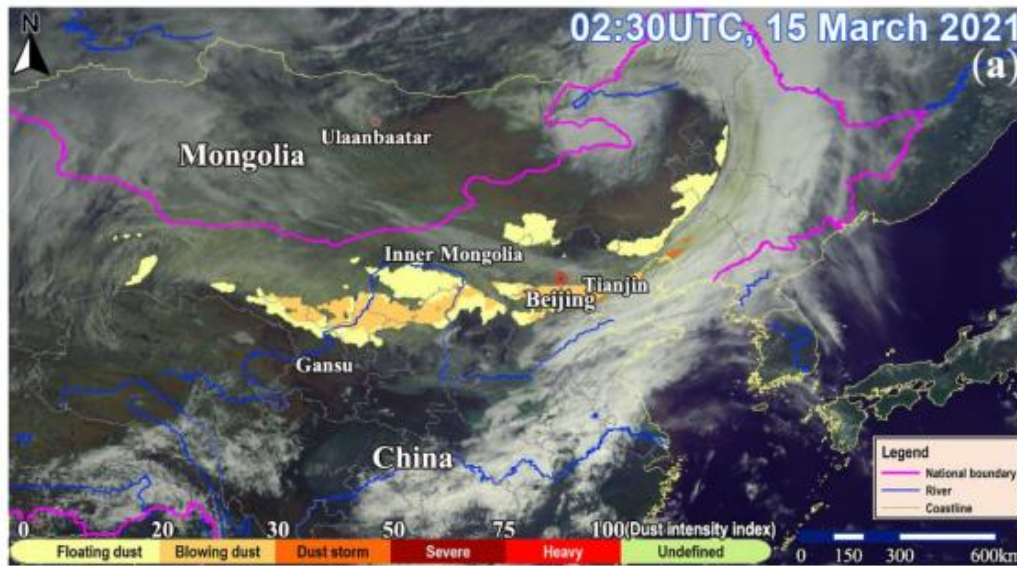 N
02:30UTC, 15 March 2021
(a)
Ulaanbaatar
Mongolia
Inner Mongolia
Tianjin
Beijing
Gansu
China
Legend
National boundary
River
Coastline
0 20 30 50 75 100(Dust intensity index)
Floating dust Blowing dust Dust storm Severe Heavy Undefined
0 150 300 600km